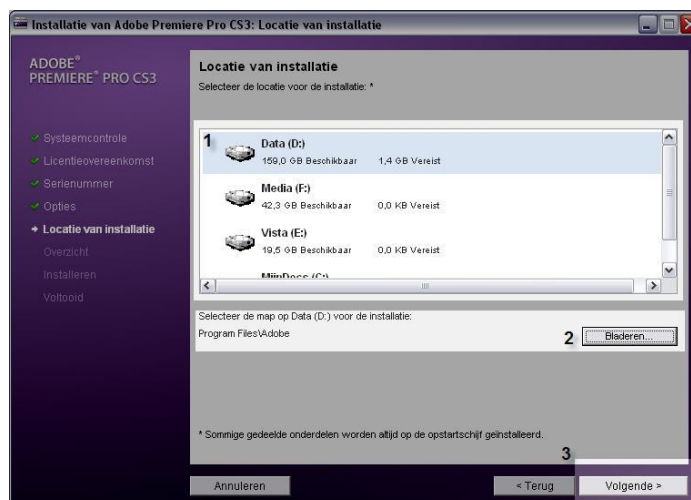 Installatie van Adobe Premiere Pro CS3: Locatie van installatie
ADOBE®
PREMIERE® PRO CS3
Systeemcontrole
Licentieovereenkomst
Serienummer
Opties
Locatie van installatie
Overzicht
Installeren
Voltooid
Locatie van installatie
Selecteer de locatie voor de installatie: *
1
Data (D:)
159,0 GB Beschikbaar 1,4 GB Vereist
Media (F:)
42,3 GB Beschikbaar 0,0 KB Vereist
Vista (E:)
19,5 GB Beschikbaar 0,0 KB Vereist
MijnDocs (C:)
Selecteer de map op Data (D:) voor de installatie:
Program Files\Adobe
2 Bladeren...
* Sommige gedeelde onderdelen worden altijd op de opstartschijf geïnstalleerd.
3
Annuleren < Terug Volgende >